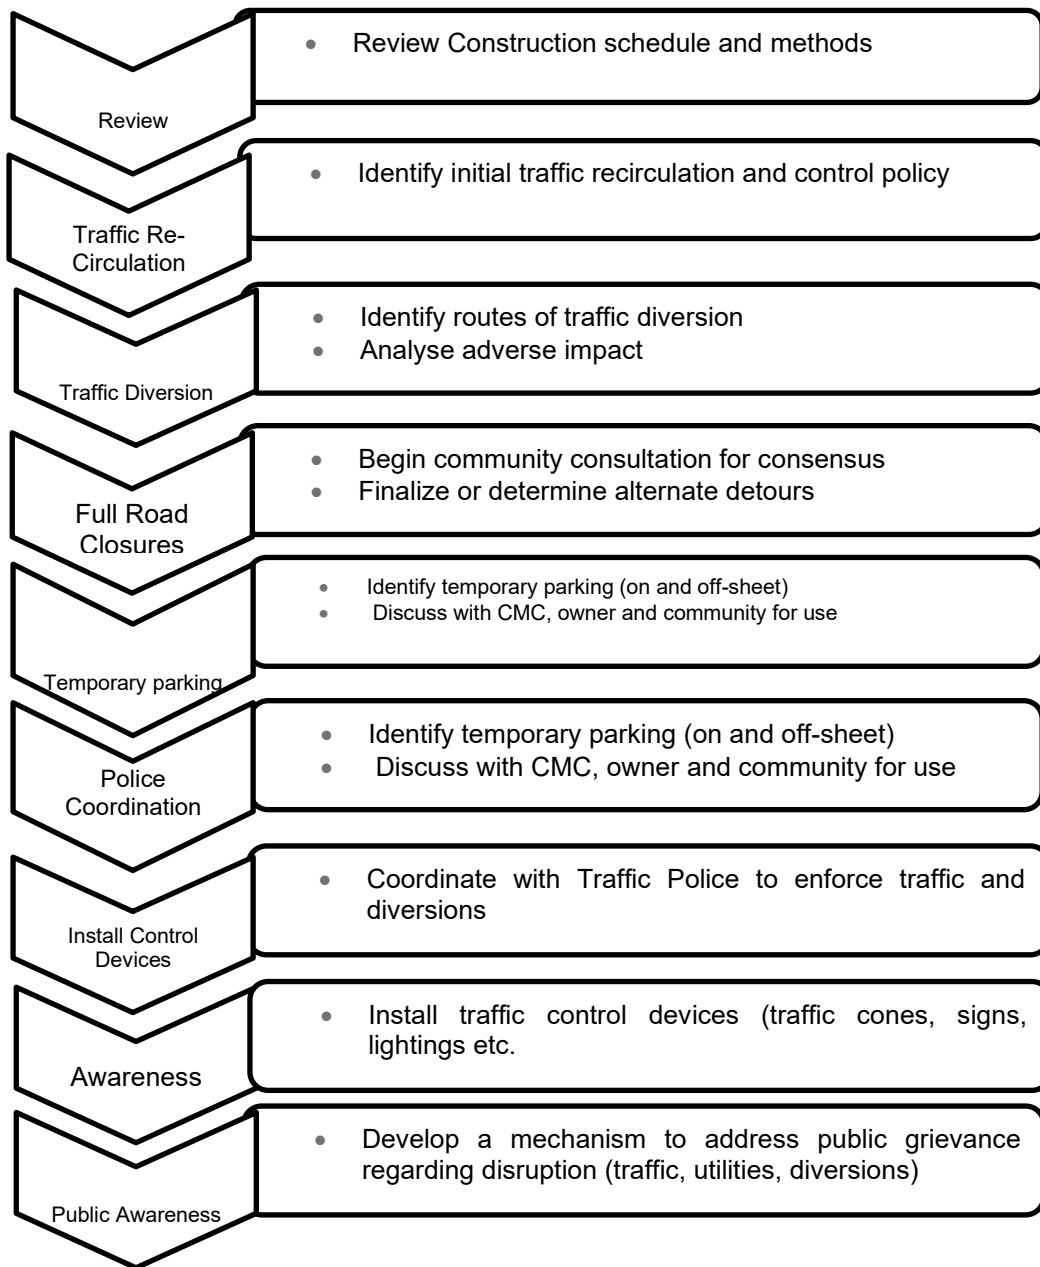 Review
• Review Construction schedule and methods
Traffic Re-
Circulation
• Identify initial traffic recirculation and control policy
Traffic Diversion
• Identify routes of traffic diversion
• Analyse adverse impact
Full Road
Closures
• Begin community consultation for consensus
• Finalize or determine alternate detours
Temporary parking
• Identify temporary parking (on and off-sheet)
• Discuss with CMC, owner and community for use
Police
Coordination
• Identify temporary parking (on and off-sheet)
• Discuss with CMC, owner and community for use
Install Control
Devices
• Coordinate with Traffic Police to enforce traffic and
diversions
Awareness
• Install traffic control devices (traffic cones, signs,
lightings etc.
Public Awareness
• Develop a mechanism to address public grievance
regarding disruption (traffic, utilities, diversions)